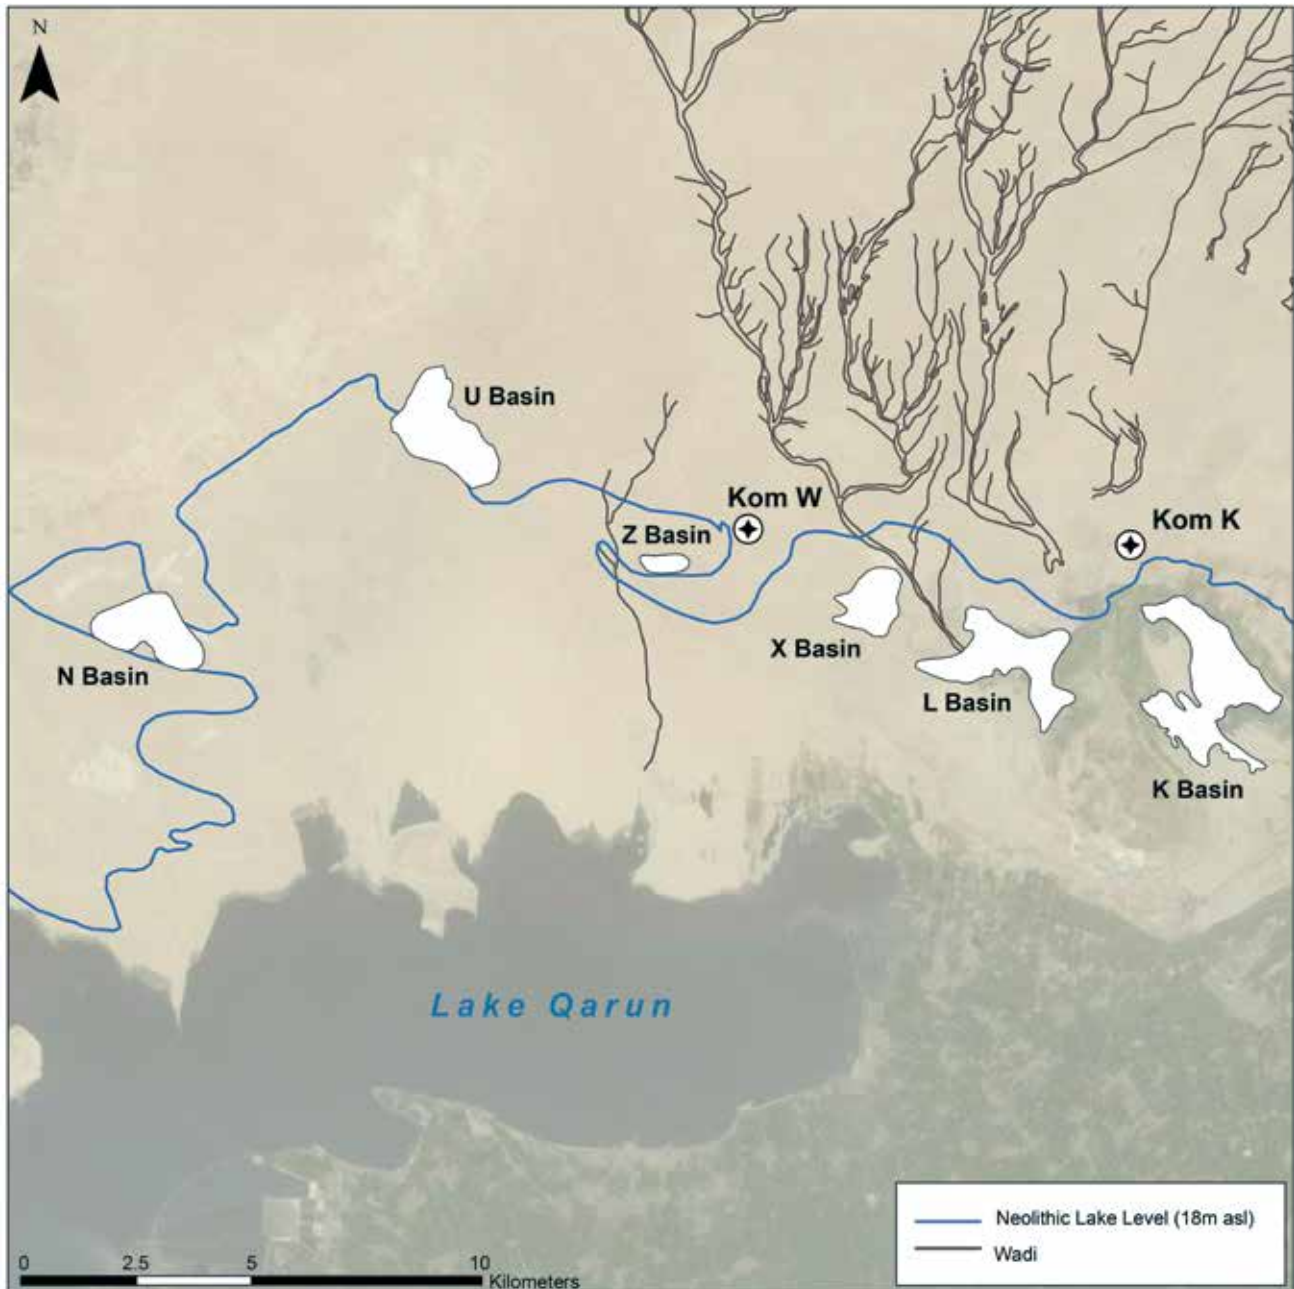 N
U Basin
Kom W
Kom K
Z Basin
X Basin
N Basin
L Basin
K Basin
Lake Qarun
Neolithic Lake Level (18m asl)
Wadi
0 2.5 5 10
Kilometers